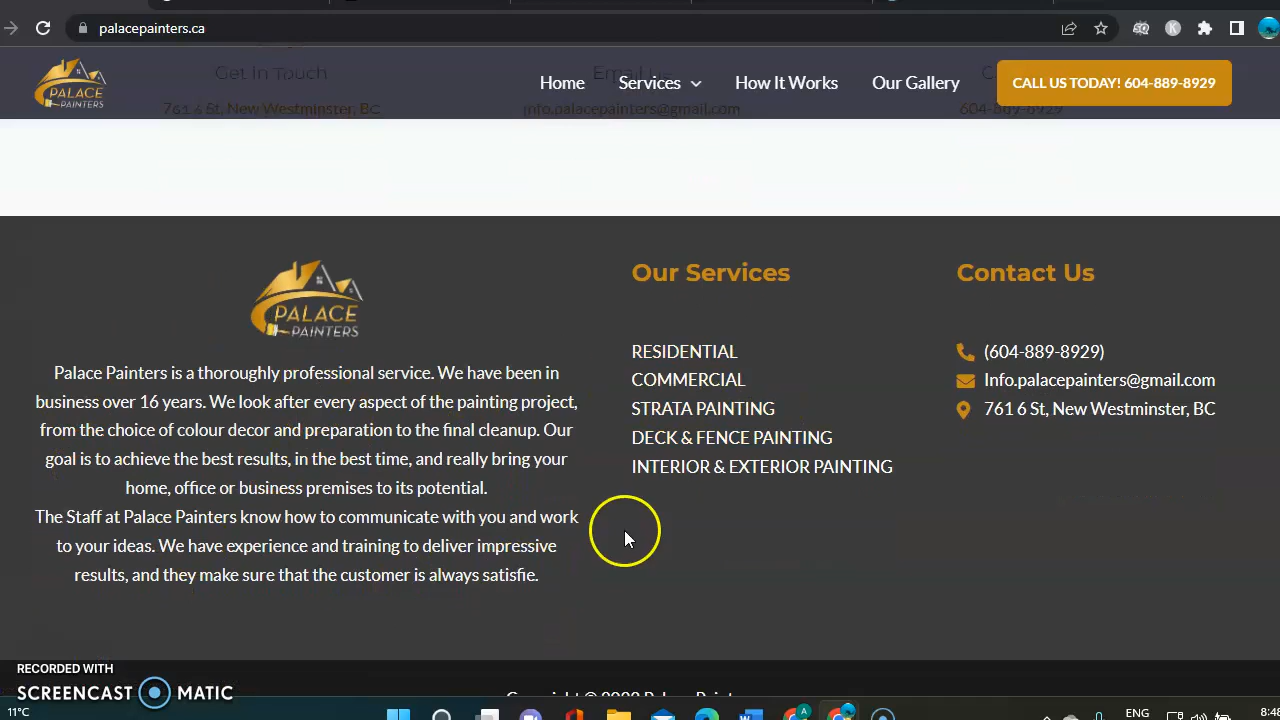 palacepainters.ca
K
Get In Touch
761 6 St, New Westminster, BC
info.palacepainters@gmail.com
604-889-8929
PALACE
PAINTERS
Home
Services
How It Works
Our Gallery
CALL US TODAY! 604-889-8929
PALACE
PAINTERS
Palace Painters is a thoroughly professional service. We have been in
business over 16 years. We look after every aspect of the painting project,
from the choice of colour decor and preparation to the final cleanup. Our
goal is to achieve the best results, in the best time, and really bring your
home, office or business premises to its potential.
The Staff at Palace Painters know how to communicate with you and work
to your ideas. We have experience and training to deliver impressive
results, and they make sure that the customer is always satisfie.
Our Services
RESIDENTIAL
COMMERCIAL
STRATA PAINTING
DECK & FENCE PAINTING
INTERIOR & EXTERIOR PAINTING
Contact Us
(604-889-8929)
Info.palacepainters@gmail.com
761 6 St, New Westminster, BC
RECORDED WITH
SCREENCAST MATIC
11°C
ENG
8:48